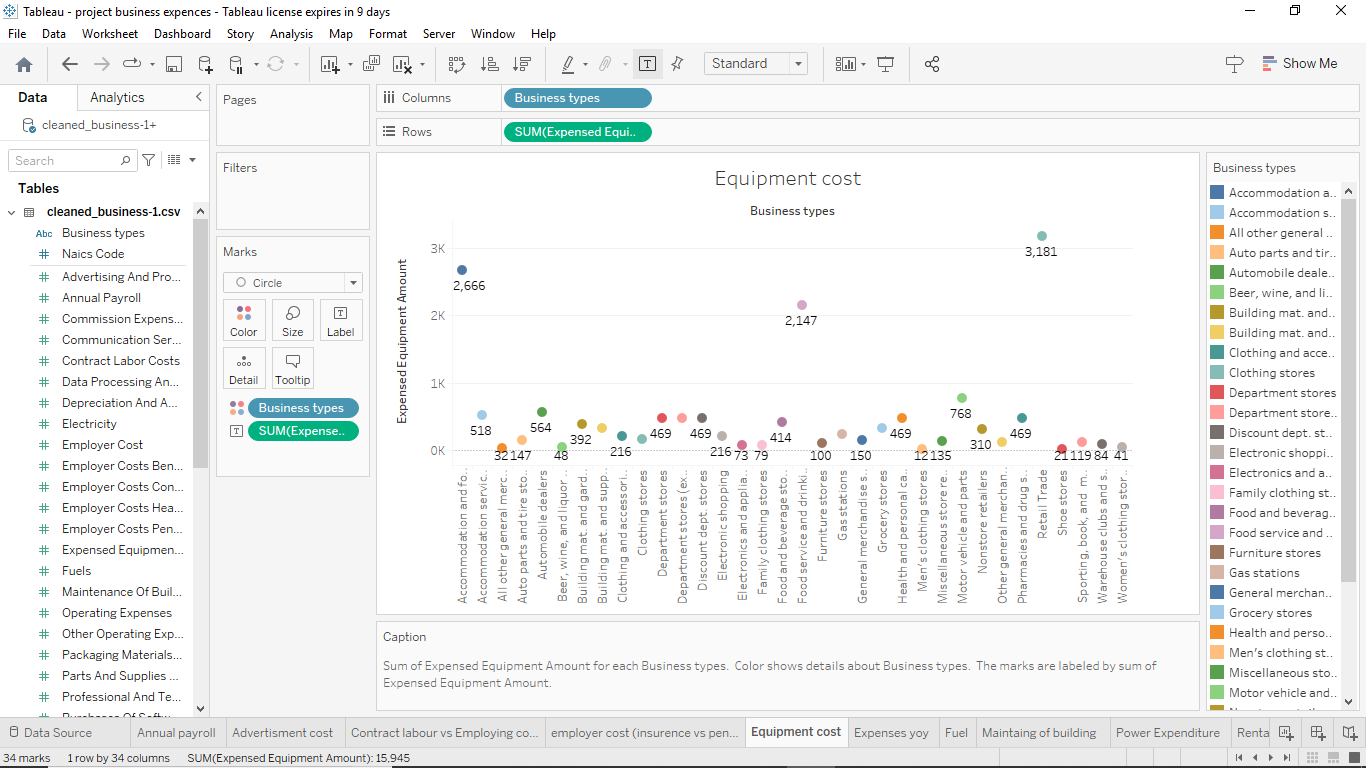 Tableau - project business expences - Tableau license expires in 9 days
File Data Worksheet Dashboard Story Analysis Map Format Server Window Help
Standard
Show Me
Data Analytics
cleaned_business-1+
Search
Tables
cleaned_business-1.csv
Abc Business types
# Naics Code
# Advertising And Pro...
# Annual Payroll
# Commission Expens...
# Communication Ser...
# Contract Labor Costs
# Data Processing An...
# Depreciation And A...
# Electricity
# Employer Cost
# Employer Costs Ben...
# Employer Costs Con...
# Employer Costs Hea...
# Employer Costs Pen...
# Expensed Equipmen...
# Fuels
# Maintenance Of Buil...
# Operating Expenses
# Other Operating Exp...
# Packaging Materials...
# Parts And Supplies ...
# Professional And Te...
Pages
Filters
Marks
Circle
Color Size Label
Detail Tooltip
Business types
SUM(Expense..
Columns Business types
Rows SUM(Expensed Equi..
Equipment cost
Business types
Expensed Equipment Amount
3K
2K
1K
0K
2,666
518
32
147
564
48
392
216
469
469
216
73
79
414
2,147
100
150
469
12
135
768
310
469
3,181
21
119
84
41
Accommodation and fo..
Accommodation servic..
All other general merc..
Auto parts and tire sto..
Automobile dealers
Beer, wine, and liquor ..
Building mat. and gard..
Building mat. and supp..
Clothing and accessori..
Clothing stores
Department stores
Department stores (ex..
Discount dept. stores
Electronic shopping
Electronics and applia..
Family clothing stores
Food and beverage sto..
Food service and drinki..
Furniture stores
Gas stations
General merchandise s..
Grocery stores
Health and personal ca..
Men's clothing stores
Miscellaneous store re..
Motor vehicle and parts
Nonstore retailers
Other general merchan..
Pharmacies and drug s..
Retail Trade
Shoe stores
Sporting, book, and m..
Warehouse clubs and s..
Women's clothing stor..
Caption
Sum of Expensed Equipment Amount for each Business types. Color shows details about Business types. The marks are labeled by sum of
Expensed Equipment Amount.
Business types
Accommodation a..
Accommodation s..
All other general ..
Auto parts and tir..
Automobile deale..
Beer, wine, and li..
Building mat. and..
Building mat. and..
Clothing and acce..
Clothing stores
Department stores
Department store..
Discount dept. st..
Electronic shoppi..
Electronics and a..
Family clothing st..
Food and beverag..
Food service and ..
Furniture stores
Gas stations
General merchan..
Grocery stores
Health and perso..
Men's clothing st..
Miscellaneous sto..
Motor vehicle and..
Data Source Annual payroll Advertisment cost Contract labour vs Employing co... employer cost (insurence vs pen... Equipment cost Expenses yoy Fuel Maintaing of building Power Expenditure Renta
34 marks 1 row by 34 columns SUM(Expensed Equipment Amount): 15,945